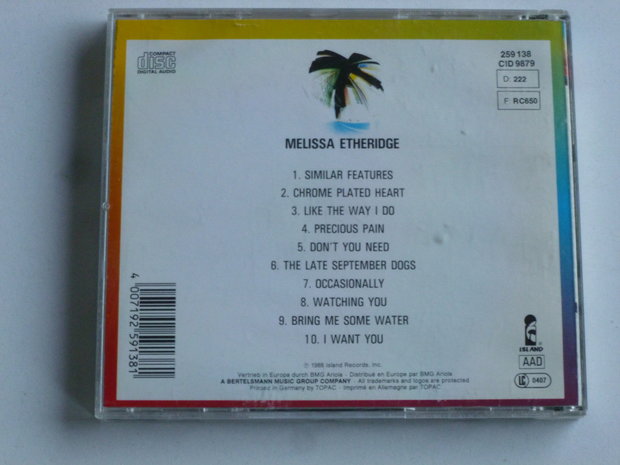 COMPACT
disc
DIGITAL AUDIO
259 138
CID 9879
D: 222
F RC650
MELISSA ETHERIDGE
1. SIMILAR FEATURES
2. CHROME PLATED HEART
3. LIKE THE WAY I DO
4. PRECIOUS PAIN
5. DON'T YOU NEED
6. THE LATE SEPTEMBER DOGS
7. OCCASIONALLY
8. WATCHING YOU
9. BRING ME SOME WATER
10. I WANT YOU
4 007192 591381
ISLAND
AAD
LC 0407
℗ 1988 Island Records, Inc.
Vertrieb in Europa durch BMG Ariola · Distribué en Europe par BMG Ariola
A BERTELSMANN MUSIC GROUP COMPANY · All trademarks and logos are protected
Printed in Germany by TOPAC · Imprimé en Allemagne par TOPAC